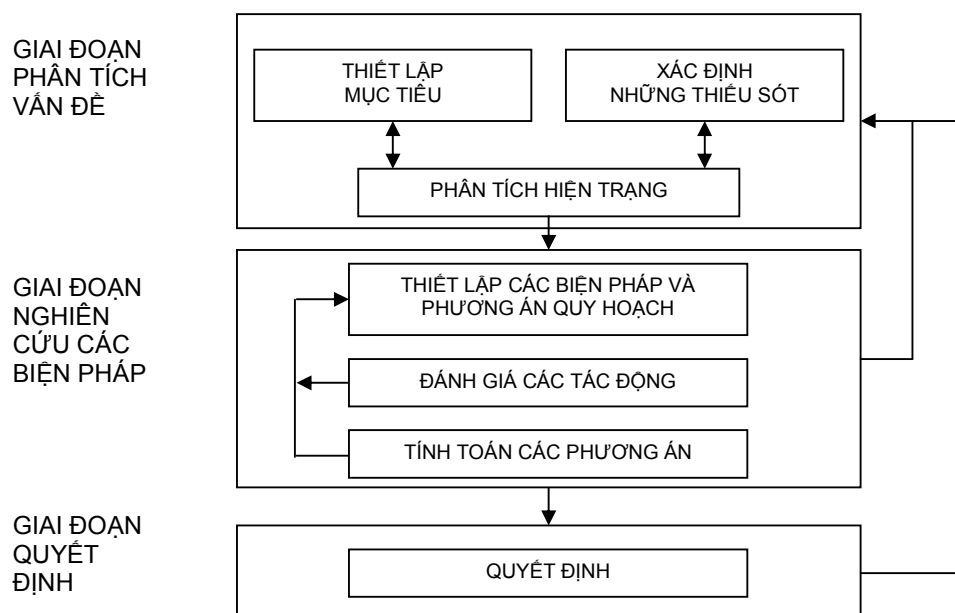 GIAI ĐOẠN
PHÂN TÍCH
VẤN ĐỀ
THIẾT LẬP
MỤC TIÊU
XÁC ĐỊNH
NHỮNG THIẾU SÓT
PHÂN TÍCH HIỆN TRẠNG
GIAI ĐOẠN
NGHIÊN
CỨU CÁC
BIỆN PHÁP
THIẾT LẬP CÁC BIỆN PHÁP VÀ
PHƯƠNG ÁN QUY HOẠCH
ĐÁNH GIÁ CÁC TÁC ĐỘNG
TÍNH TOÁN CÁC PHƯƠNG ÁN
GIAI ĐOẠN
QUYẾT
ĐỊNH
QUYẾT ĐỊNH